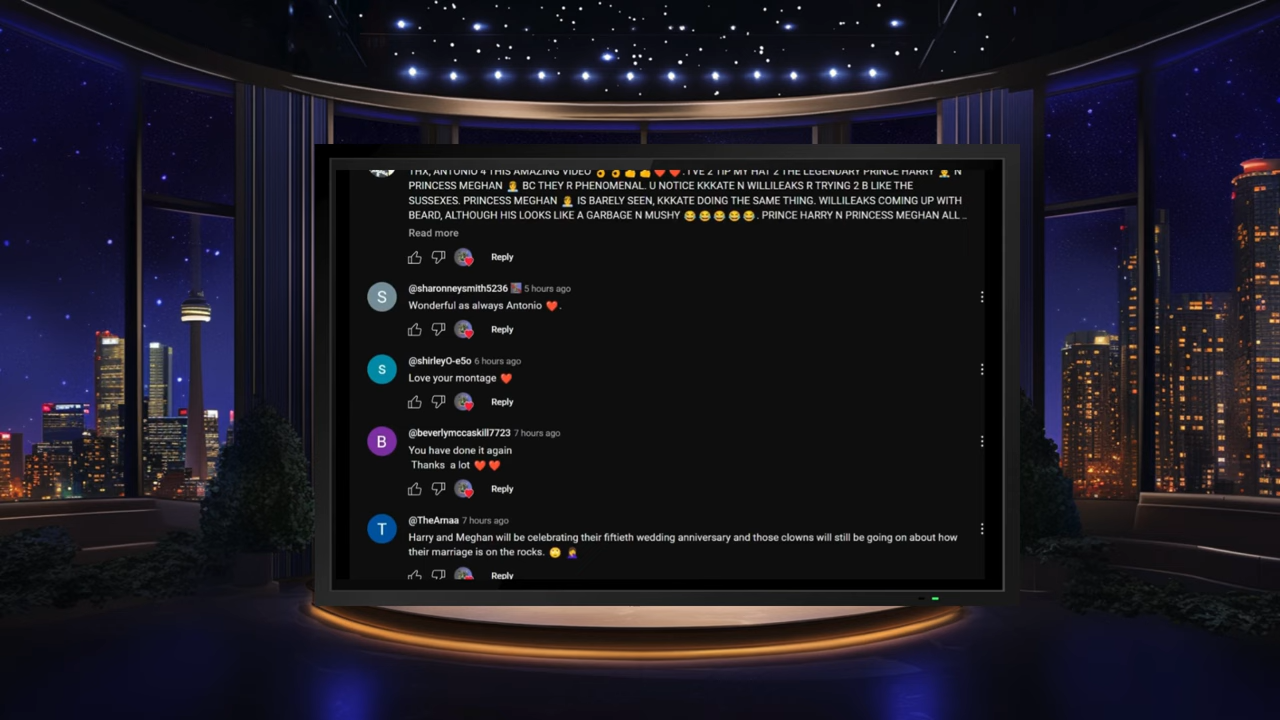 THX, ANTONIO 4 THIS AMAZING VIDEO 👌👌👏👏❤️❤️. I'VE 2 TIP MY HAT 2 THE LEGENDARY PRINCE HARRY 🤴 N
PRINCESS MEGHAN 👸 BC THEY R PHENOMENAL. U NOTICE KKKATE N WILLILEAKS R TRYING 2 B LIKE THE
SUSSEXES. PRINCESS MEGHAN 👸 IS BARELY SEEN, KKKATE DOING THE SAME THING. WILLILEAKS COMING UP WITH
BEARD, ALTHOUGH HIS LOOKS LIKE A GARBAGE N MUSHY 😂😂😂😂😂. PRINCE HARRY N PRINCESS MEGHAN ALL ...
Read more
Reply
S
@sharonneysmith5236 5 hours ago
Wonderful as always Antonio ❤️.
Reply
s
@shirleyO-e5o 6 hours ago
Love your montage ❤️
Reply
B
@beverlymccaskill7723 7 hours ago
You have done it again
Thanks a lot ❤️❤️
Reply
T
@TheArnaa 7 hours ago
Harry and Meghan will be celebrating their fiftieth wedding anniversary and those clowns will still be going on about how
their marriage is on the rocks. 🙄 🤦‍♀️
Reply